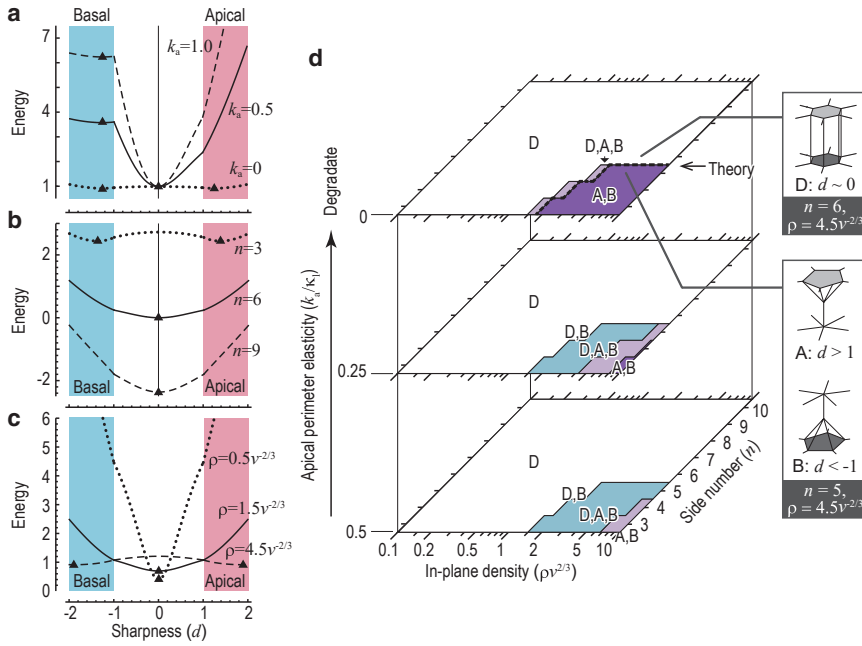 a
Basal
Apical
7
4
1
Energy
kₐ=1.0
kₐ=0.5
kₐ=0
b
2
0
-2
Energy
n=3
n=6
n=9
Basal
Apical
c
6
5
4
3
2
1
0
Energy
ρ=0.5v^-2/3
ρ=1.5v^-2/3
ρ=4.5v^-2/3
Basal
Apical
-2 -1 0 1 2
Sharpness (d)
d
Degradate
Apical perimeter elasticity (kₐ/κₗ)
0
0.25
0.5
D
D,A,B
A,B
Theory
D
D,B
D,A,B
A,B
D
D,B
D,A,B
A,B
0.1 0.2 0.5 1 2 5 10
In-plane density (ρv^2/3)
3 4 5 6 7 8 9 10
Side number (n)
D: d ~ 0
n = 6,
ρ = 4.5v^-2/3
A: d > 1
B: d < -1
n = 5,
ρ = 4.5v^-2/3